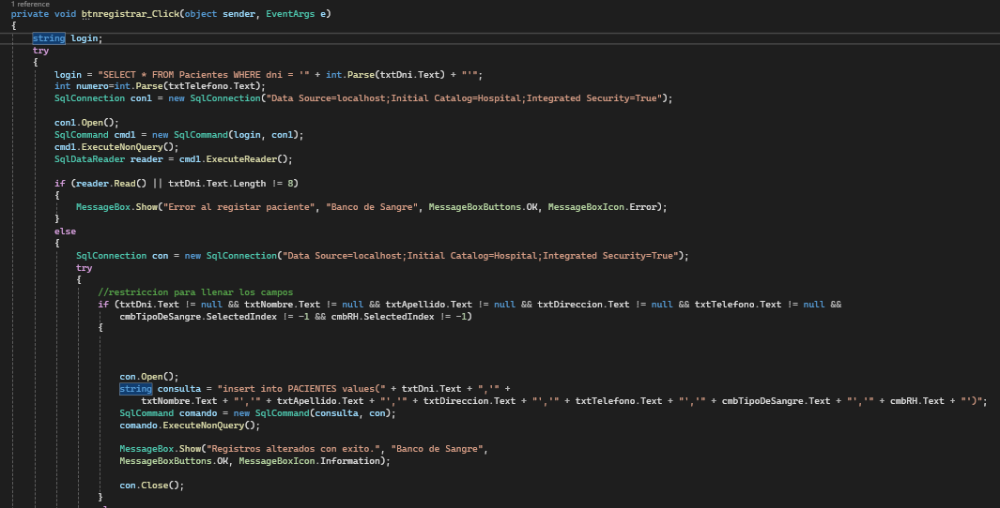 1 reference
private void btnregistrar_Click(object sender, EventArgs e)
{
string login;
try
{
login = "SELECT * FROM Pacientes WHERE dni = '" + int.Parse(txtDni.Text) + "'";
int numero=int.Parse(txtTelefono.Text);
SqlConnection con1 = new SqlConnection("Data Source=localhost;Initial Catalog=Hospital;Integrated Security=True");
con1.Open();
SqlCommand cmd1 = new SqlCommand(login, con1);
cmd1.ExecuteNonQuery();
SqlDataReader reader = cmd1.ExecuteReader();
if (reader.Read() || txtDni.Text.Length != 8)
{
MessageBox.Show("Error al registar paciente", "Banco de Sangre", MessageBoxButtons.OK, MessageBoxIcon.Error);
}
else
{
SqlConnection con = new SqlConnection("Data Source=localhost;Initial Catalog=Hospital;Integrated Security=True");
try
{
//restriccion para llenar los campos
if (txtDni.Text != null && txtNombre.Text != null && txtApellido.Text != null && txtDireccion.Text != null && txtTelefono.Text != null &&
cmbTipoDeSangre.SelectedIndex != -1 && cmbRH.SelectedIndex != -1)
{
con.Open();
string consulta = "insert into PACIENTES values(" + txtDni.Text + ",'" +
txtNombre.Text + "','" + txtApellido.Text + "','" + txtDireccion.Text + "','" + txtTelefono.Text + "','" + cmbTipoDeSangre.Text + "','" + cmbRH.Text + "')";
SqlCommand comando = new SqlCommand(consulta, con);
comando.ExecuteNonQuery();
MessageBox.Show("Registros alterados con exito.", "Banco de Sangre",
MessageBoxButtons.OK, MessageBoxIcon.Information);
con.Close();
}